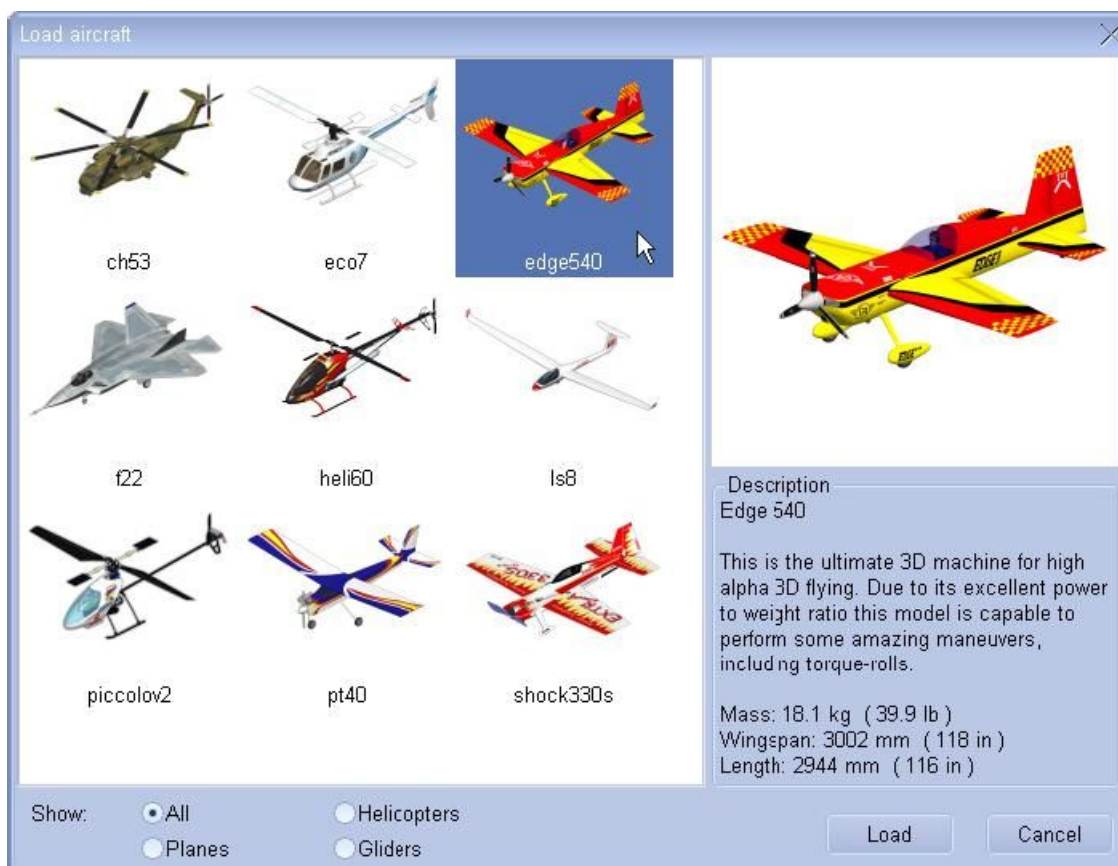 Load aircraft
ch53
eco7
edge540
f22
heli60
ls8
piccolov2
pt40
shock330s
EDGE
EDGE
Description
Edge 540
This is the ultimate 3D machine for high
alpha 3D flying. Due to its excellent power
to weight ratio this model is capable to
perform some amazing maneuvers,
including torque-rolls.
Mass: 18.1 kg ( 39.9 lb )
Wingspan: 3002 mm ( 118 in )
Length: 2944 mm ( 116 in )
Show:
All
Helicopters
Planes
Gliders
Load
Cancel